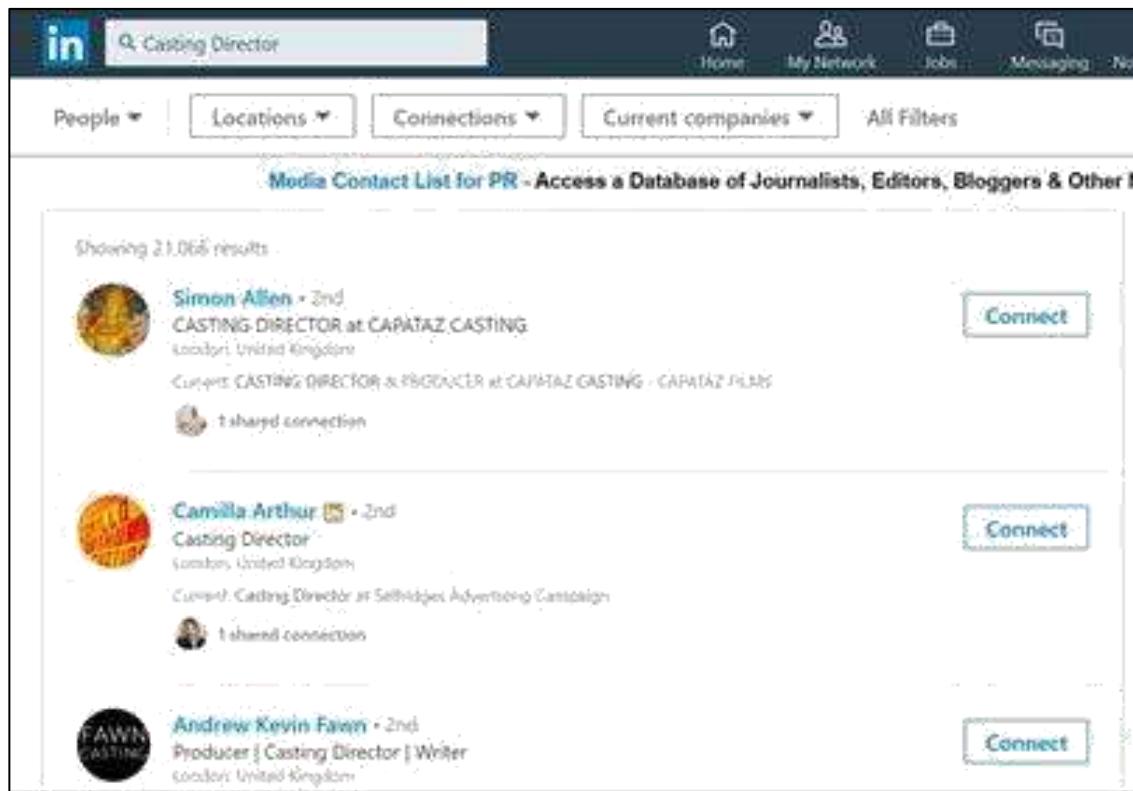 in Casting Director Home My Network Jobs Messaging No
People Locations Connections Current companies All Filters
Media Contact List for PR - Access a Database of Journalists, Editors, Bloggers & Other
Showing 21,066 results
Simon Allen • 2nd
CASTING DIRECTOR at CAPATAZ CASTING
London, United Kingdom
Current: CASTING DIRECTOR & PRODUCER at CAPATAZ CASTING - CAPATAZ FILMS
1 shared connection
Connect
Camilla Arthur in • 2nd
Casting Director
London, United Kingdom
Current: Casting Director at Selfridges Advertising Campaign
1 shared connection
Connect
FAWN
CASTING
Andrew Kevin Fawn • 2nd
Producer | Casting Director | Writer
London, United Kingdom
Connect